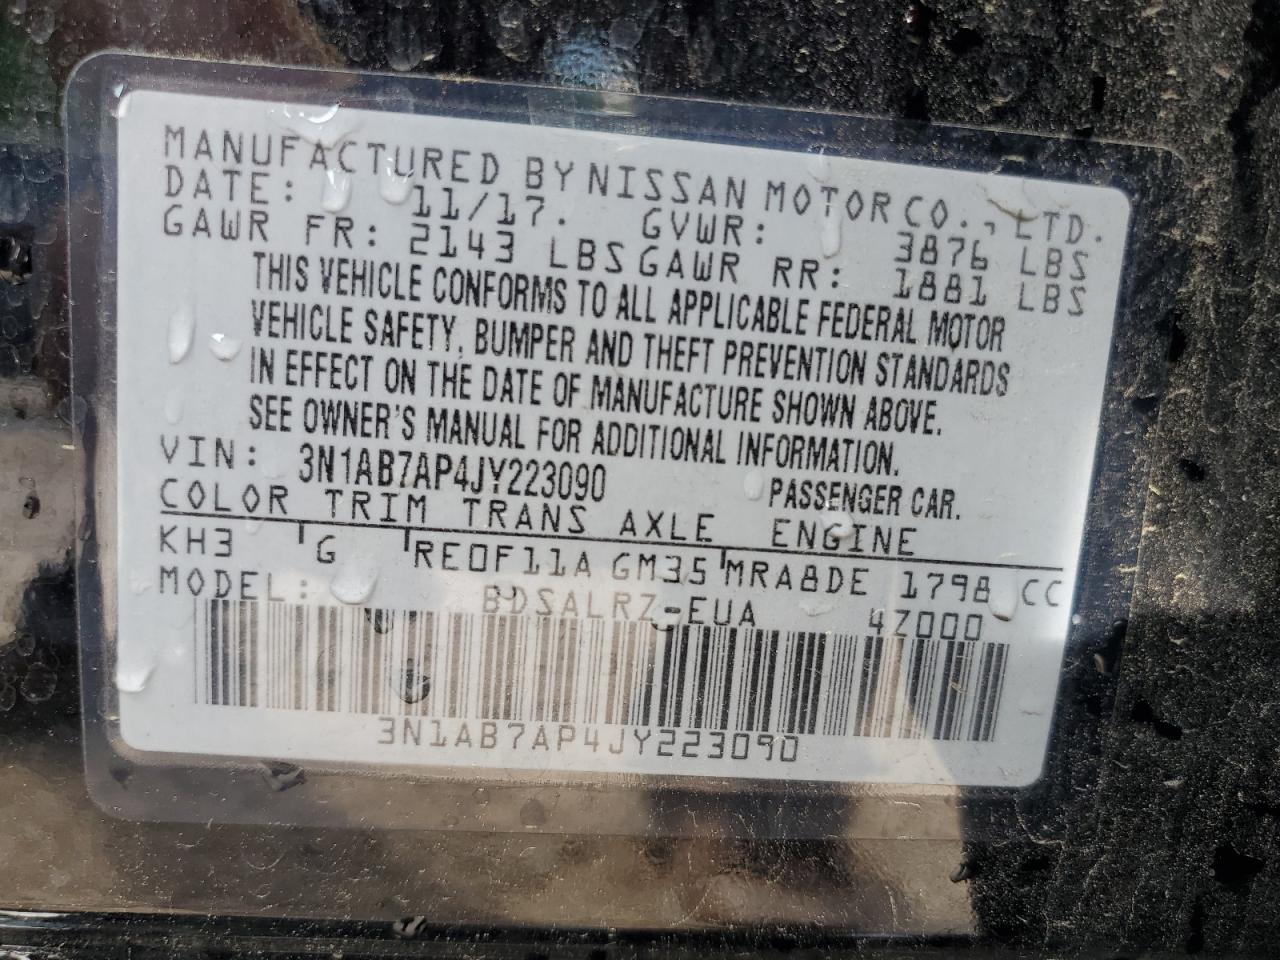 MANUFACTURED BY NISSAN MOTOR CO., LTD.
DATE: 11/17. GVWR: 3876 LBS
GAWR FR: 2143 LBS GAWR RR: 1881 LBS
THIS VEHICLE CONFORMS TO ALL APPLICABLE FEDERAL MOTOR
VEHICLE SAFETY, BUMPER AND THEFT PREVENTION STANDARDS
IN EFFECT ON THE DATE OF MANUFACTURE SHOWN ABOVE.
SEE OWNER'S MANUAL FOR ADDITIONAL INFORMATION.
VIN: 3N1AB7AP4JY223090 PASSENGER CAR.
COLOR TRIM TRANS AXLE ENGINE
KH3 G RE0F11A GM35 MRA8DE 1798 CC
MODEL: BDSALRZ-EUA 4Z000
3N1AB7AP4JY223090